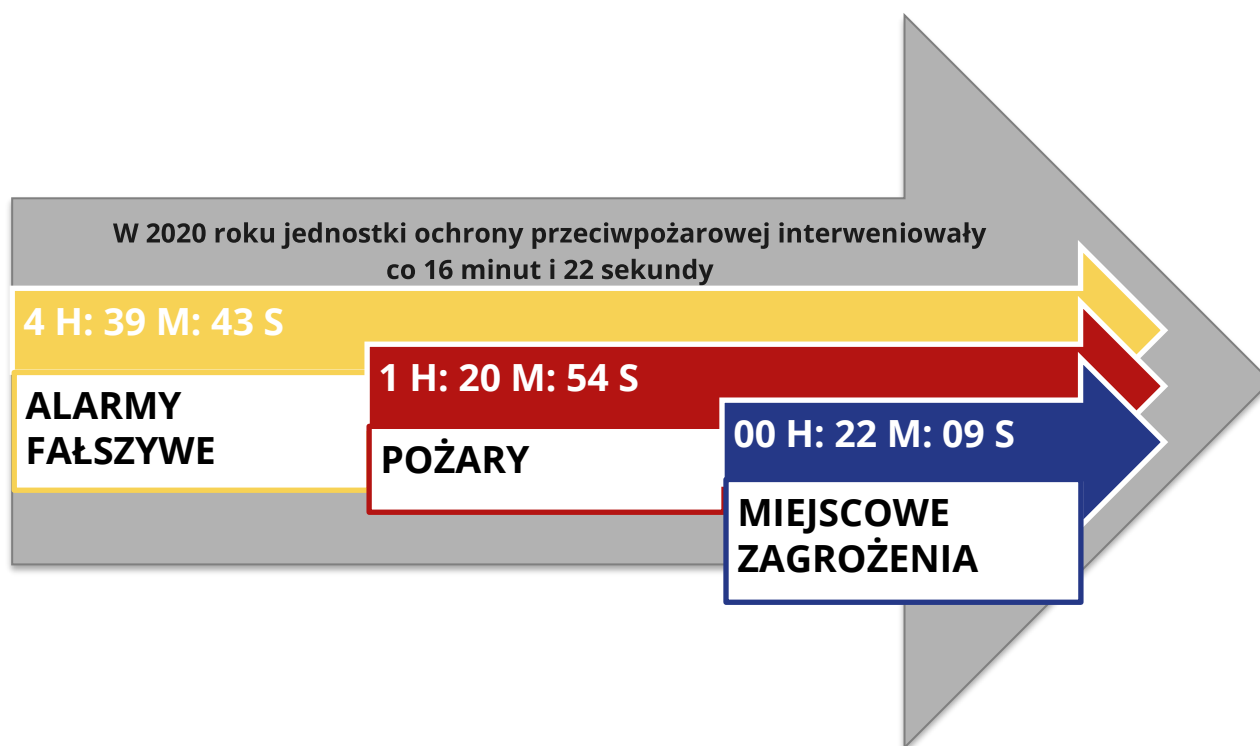 W 2020 roku jednostki ochrony przeciwpożarowej interweniowały
co 16 minut i 22 sekundy
4 H: 39 M: 43 S
ALARMY
FAŁSZYWE
1 H: 20 M: 54 S
POŻARY
00 H: 22 M: 09 S
MIEJSCOWE
ZAGROŻENIA